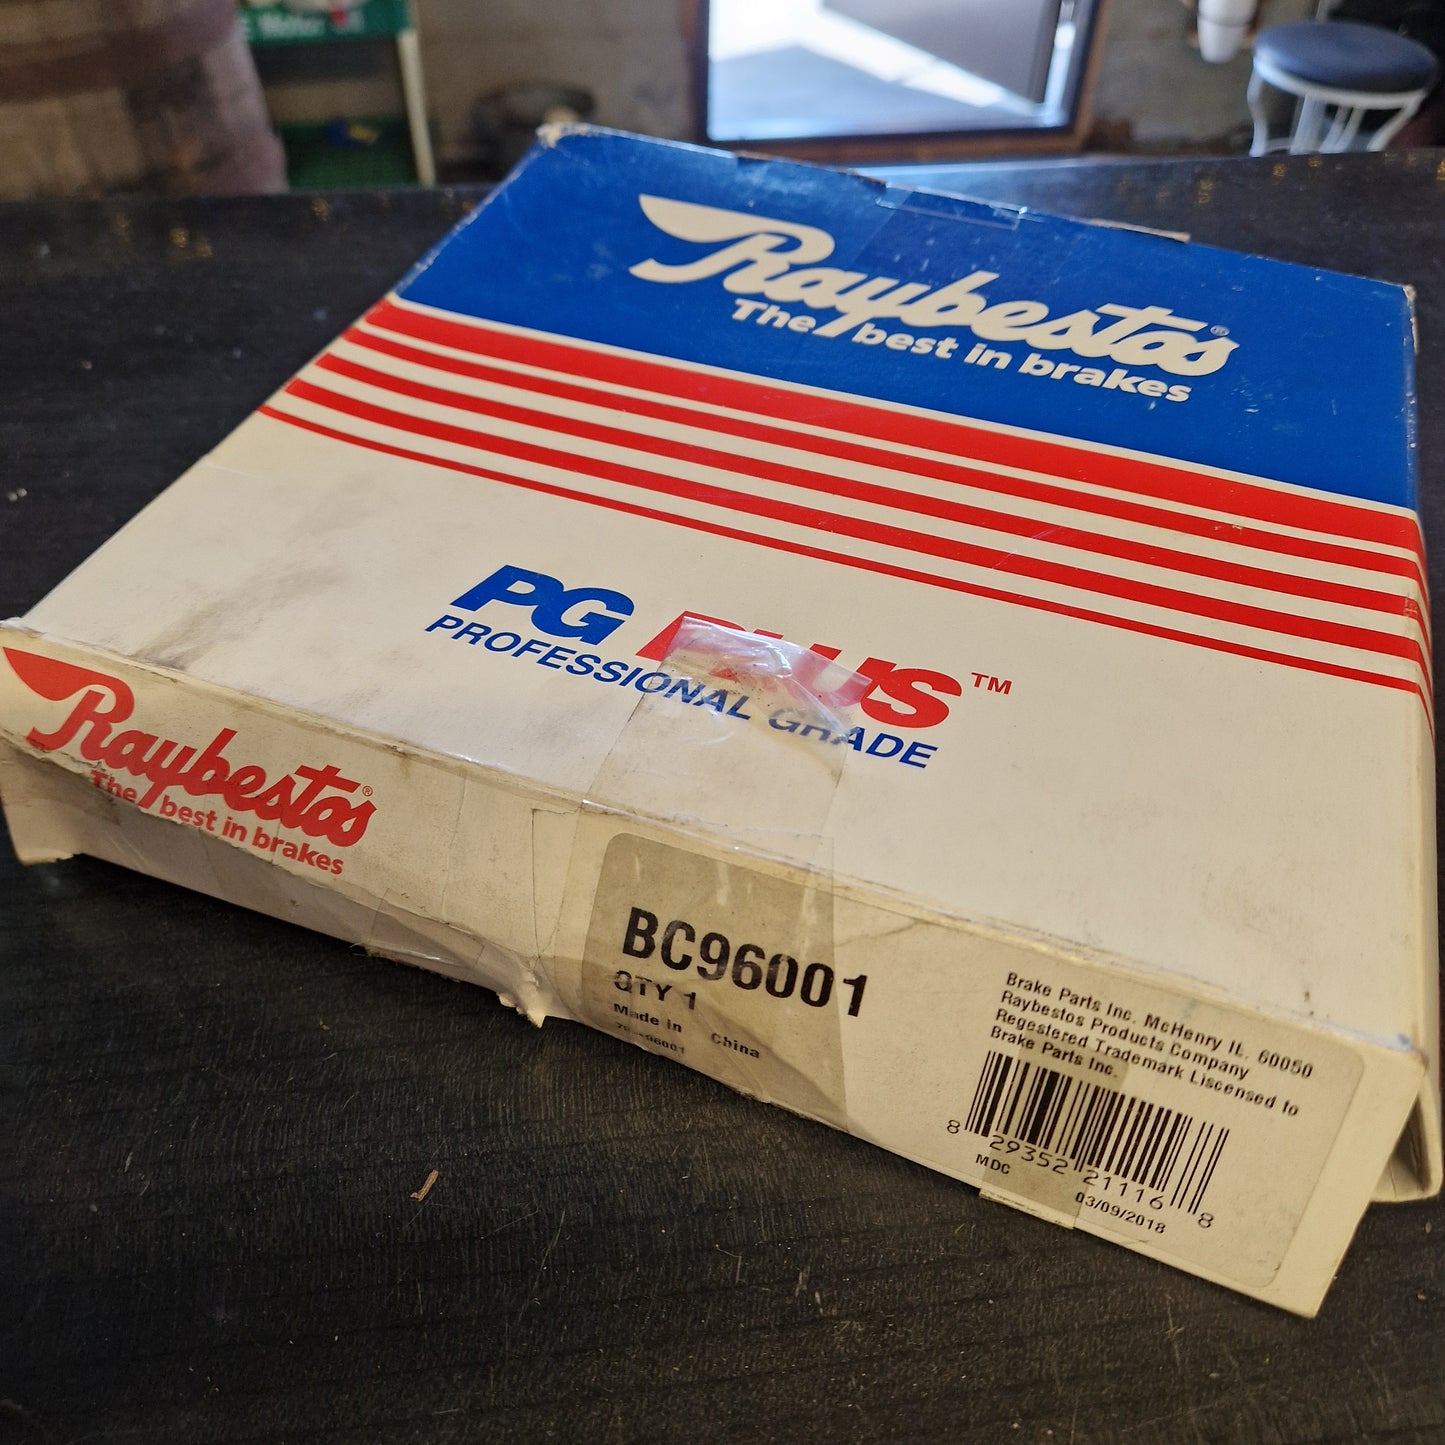 Raybestos®
The best in brakes
PG PLUS™
PROFESSIONAL GRADE
Raybestos®
The best in brakes
BC96001
QTY 1
Made in China
Brake Parts Inc. McHenry IL. 60050
Raybestos Products Company
Regestered Trademark Liscensed to
Brake Parts Inc.
8 29352 21116 8
MDC
03/09/2018